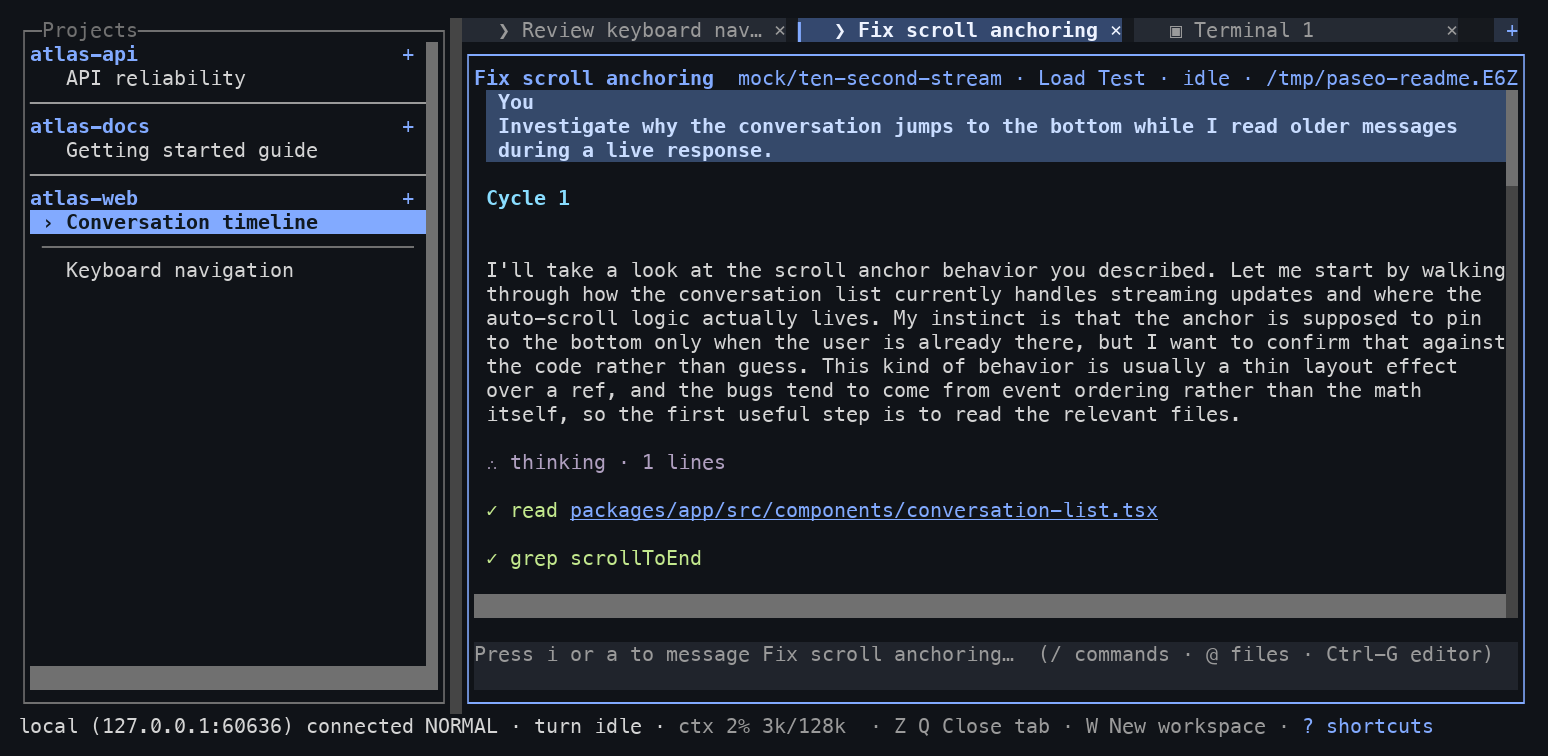 Projects
atlas-api +
API reliability
atlas-docs +
Getting started guide
atlas-web +
› Conversation timeline
Keyboard navigation
❯ Review keyboard nav… ×
❯ Fix scroll anchoring ×
▣ Terminal 1 ×
+
Fix scroll anchoring mock/ten-second-stream · Load Test · idle · /tmp/paseo-readme.E6Z
You
Investigate why the conversation jumps to the bottom while I read older messages
during a live response.
Cycle 1
I'll take a look at the scroll anchor behavior you described. Let me start by walking
through how the conversation list currently handles streaming updates and where the
auto-scroll logic actually lives. My instinct is that the anchor is supposed to pin
to the bottom only when the user is already there, but I want to confirm that against
the code rather than guess. This kind of behavior is usually a thin layout effect
over a ref, and the bugs tend to come from event ordering rather than the math
itself, so the first useful step is to read the relevant files.
∴ thinking · 1 lines
✓ read packages/app/src/components/conversation-list.tsx
✓ grep scrollToEnd
Press i or a to message Fix scroll anchoring… (/ commands · @ files · Ctrl-G editor)
local (127.0.0.1:60636) connected NORMAL · turn idle · ctx 2% 3k/128k · Z Q Close tab · W New workspace · ? shortcuts